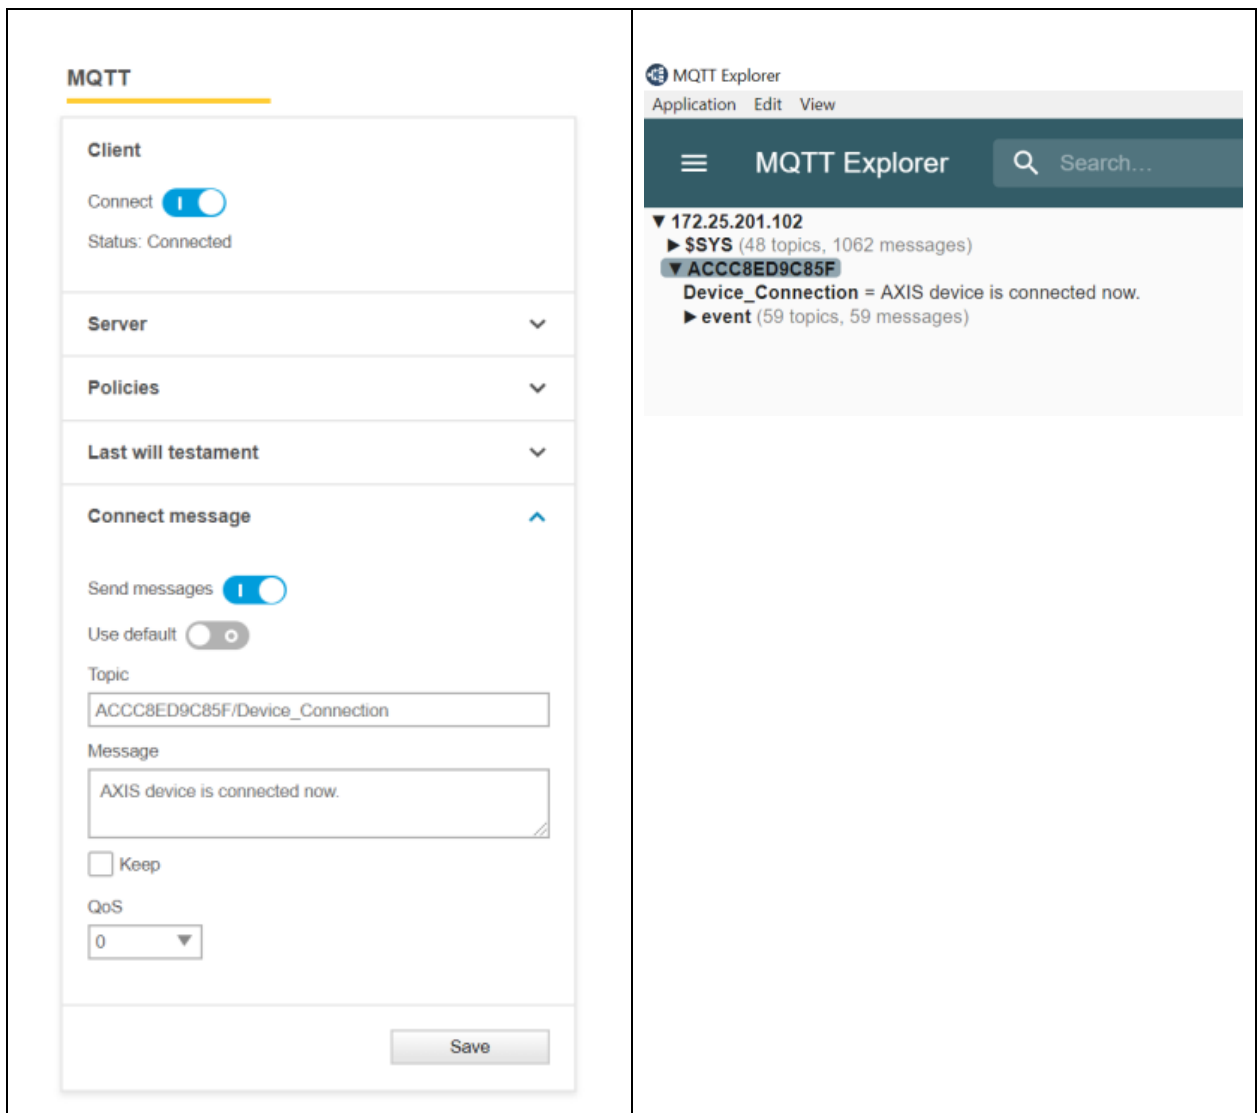 MQTT
Client
Connect
Status: Connected
Server
Policies
Last will testament
Connect message
Send messages
Use default
Topic
ACCC8ED9C85F/Device_Connection
Message
AXIS device is connected now.
Keep
QoS
0
Save
MQTT Explorer
Application Edit View
MQTT Explorer Search...
172.25.201.102
$SYS (48 topics, 1062 messages)
ACCC8ED9C85F
Device_Connection = AXIS device is connected now.
event (59 topics, 59 messages)